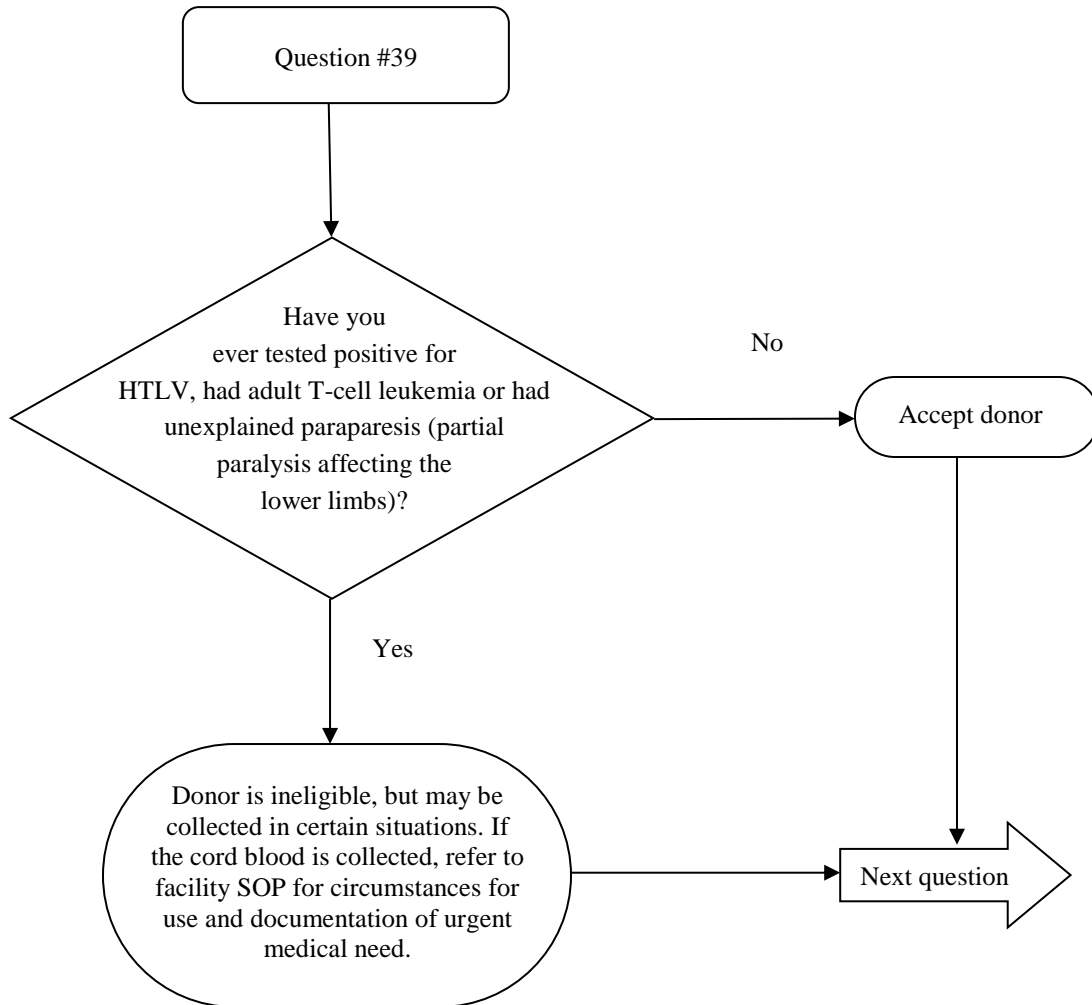 Question #39
Have you
ever tested positive for
HTLV, had adult T-cell leukemia or had
unexplained paraparesis (partial
paralysis affecting the
lower limbs)?
No
Accept donor
Yes
Donor is ineligible, but may be
collected in certain situations. If
the cord blood is collected, refer to
facility SOP for circumstances for
use and documentation of urgent
medical need.
Next question